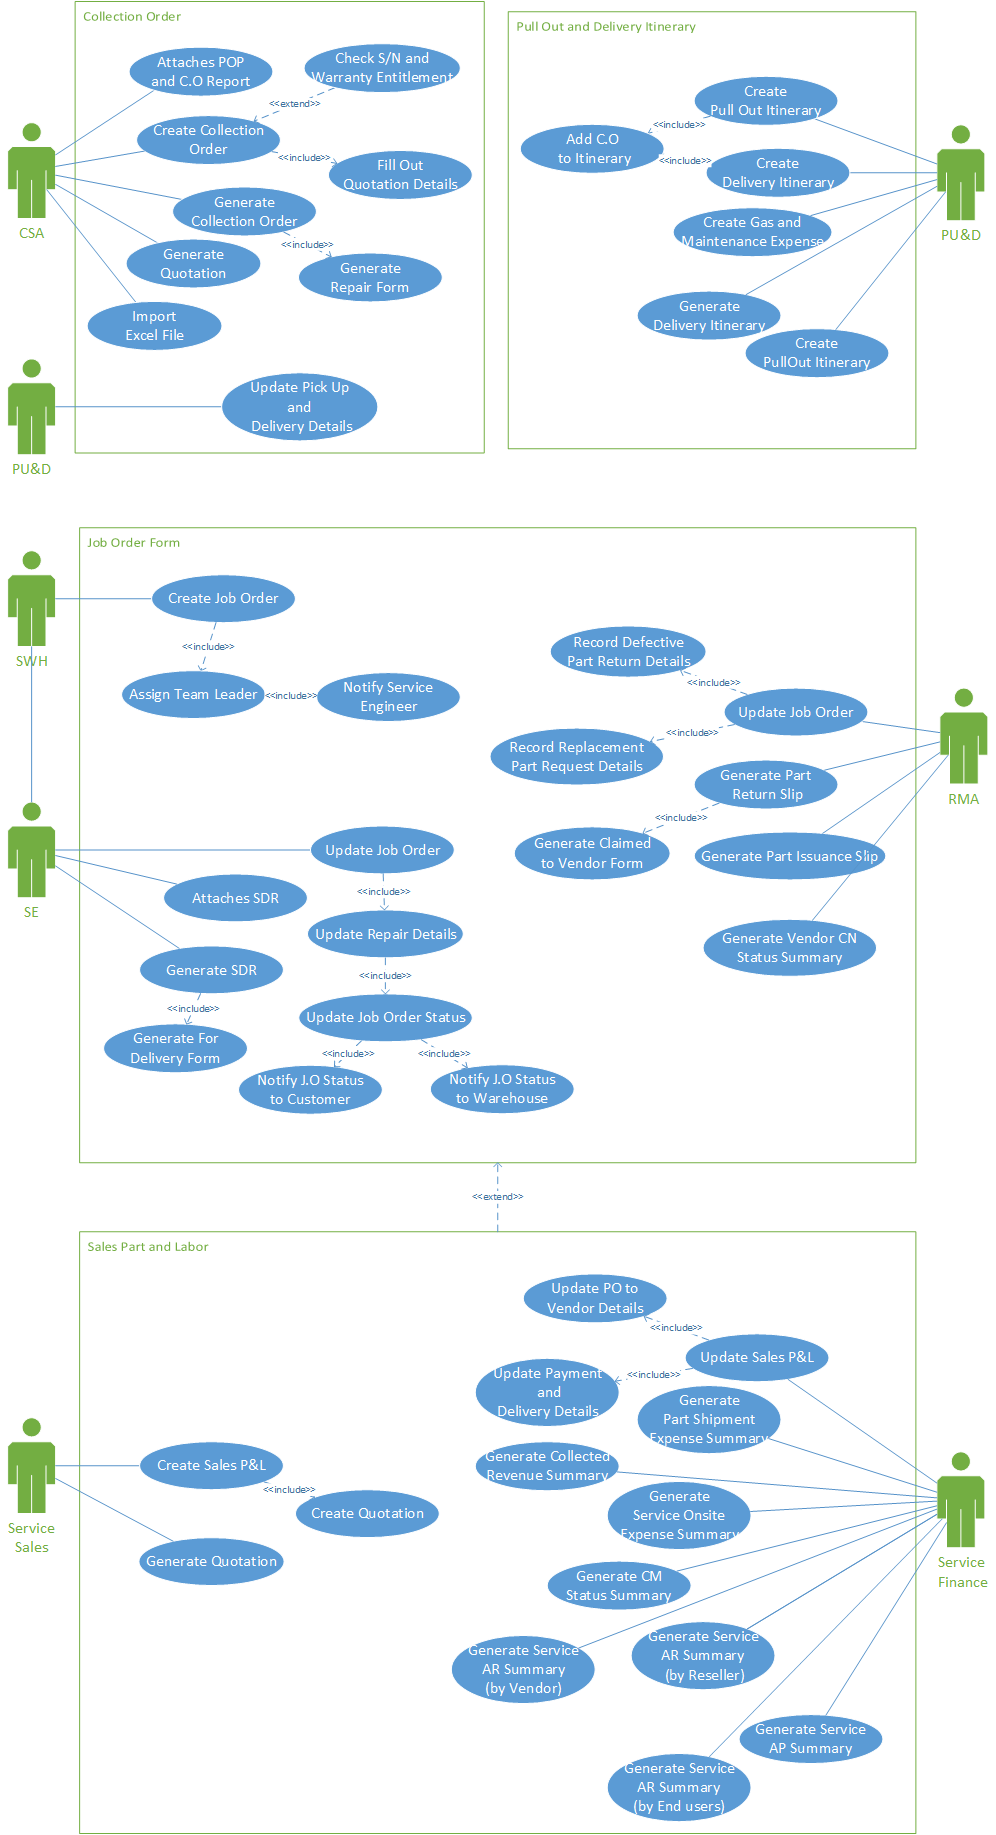 Collection Order
Attaches POP
and C.O Report
Check S/N and
Warranty Entitlement
<<extend>>
Create Collection
Order
<<include>>
Fill Out
Quotation Details
Generate
Collection Order
<<include>>
Generate
Quotation
Generate
Repair Form
Import
Excel File
CSA
Update Pick Up
and
Delivery Details
PU&D
Pull Out and Delivery Itinerary
Create
Pull Out Itinerary
<<include>>
Add C.O
to Itinerary
<<include>>
Create
Delivery Itinerary
Create Gas and
Maintenance Expense
Generate
Delivery Itinerary
Create
PullOut Itinerary
PU&D
Job Order Form
Create Job Order
SWH
<<include>>
Assign Team Leader
<<include>>
Notify Service
Engineer
Record Defective
Part Return Details
<<include>>
Update Job Order
<<include>>
Record Replacement
Part Request Details
Generate Part
Return Slip
RMA
<<include>>
Generate Claimed
to Vendor Form
Generate Part Issuance Slip
Generate Vendor CN
Status Summary
Update Job Order
Attaches SDR
SE
<<include>>
Update Repair Details
Generate SDR
<<include>>
<<include>>
Update Job Order Status
Generate For
Delivery Form
<<include>>
<<include>>
Notify J.O Status
to Customer
Notify J.O Status
to Warehouse
<<extend>>
Sales Part and Labor
Update PO to
Vendor Details
<<include>>
Update Sales P&L
<<include>>
Update Payment
and
Delivery Details
Generate
Part Shipment
Expense Summary
Generate Collected
Revenue Summary
Create Sales P&L
<<include>>
Create Quotation
Generate
Service Onsite
Expense Summary
Service
Sales
Generate Quotation
Service
Finance
Generate CM
Status Summary
Generate Service
AR Summary
(by Vendor)
Generate Service
AR Summary
(by Reseller)
Generate Service
AP Summary
Generate Service
AR Summary
(by End users)